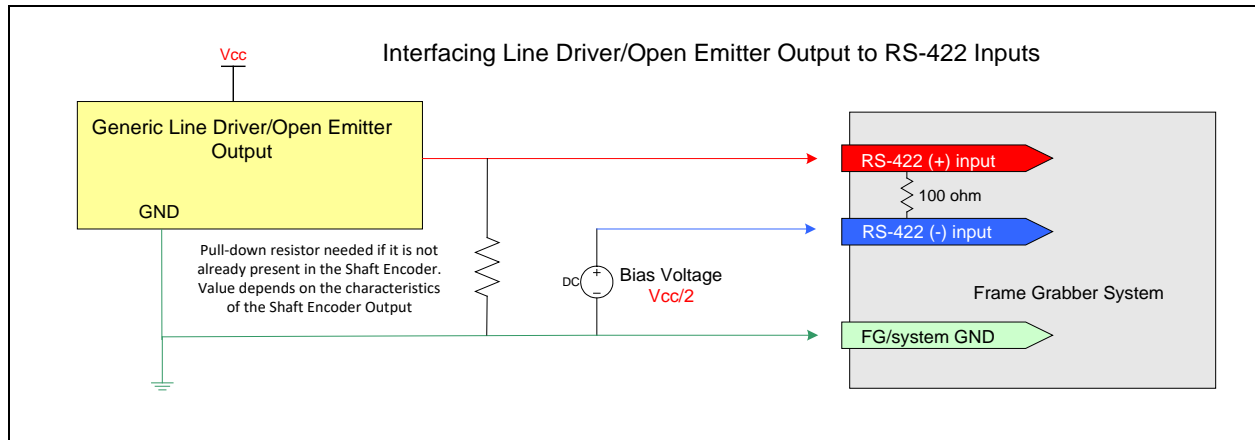 Interfacing Line Driver/Open Emitter Output to RS-422 Inputs
Vcc
Generic Line Driver/Open Emitter
Output
GND
Pull-down resistor needed if it is not
already present in the Shaft Encoder.
Value depends on the characteristics
of the Shaft Encoder Output
DC
+
−
Bias Voltage
Vcc/2
RS-422 (+) input
100 ohm
RS-422 (-) input
Frame Grabber System
FG/system GND